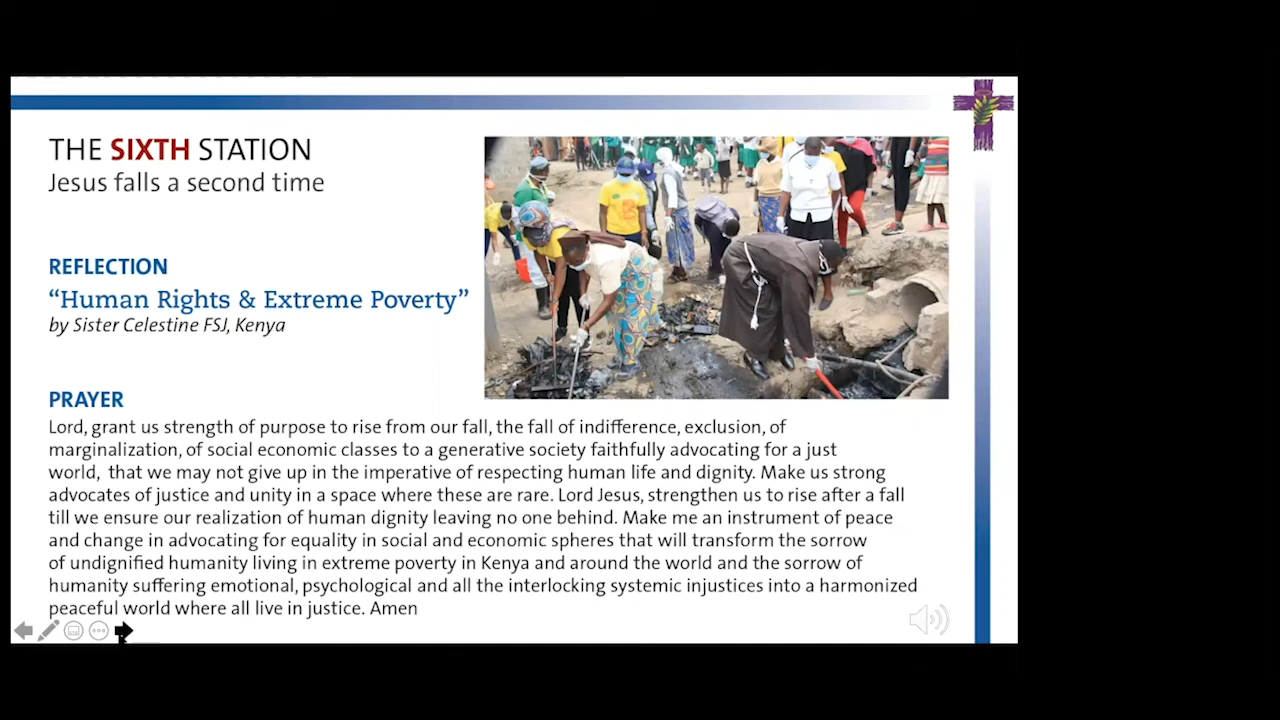 THE SIXTH STATION
Jesus falls a second time
REFLECTION
“Human Rights & Extreme Poverty”
by Sister Celestine FSJ, Kenya
PRAYER
Lord, grant us strength of purpose to rise from our fall, the fall of indifference, exclusion, of
marginalization, of social economic classes to a generative society faithfully advocating for a just
world,  that we may not give up in the imperative of respecting human life and dignity. Make us strong
advocates of justice and unity in a space where these are rare. Lord Jesus, strengthen us to rise after a fall
till we ensure our realization of human dignity leaving no one behind. Make me an instrument of peace
and change in advocating for equality in social and economic spheres that will transform the sorrow
of undignified humanity living in extreme poverty in Kenya and around the world and the sorrow of
humanity suffering emotional, psychological and all the interlocking systemic injustices into a harmonized
peaceful world where all live in justice. Amen